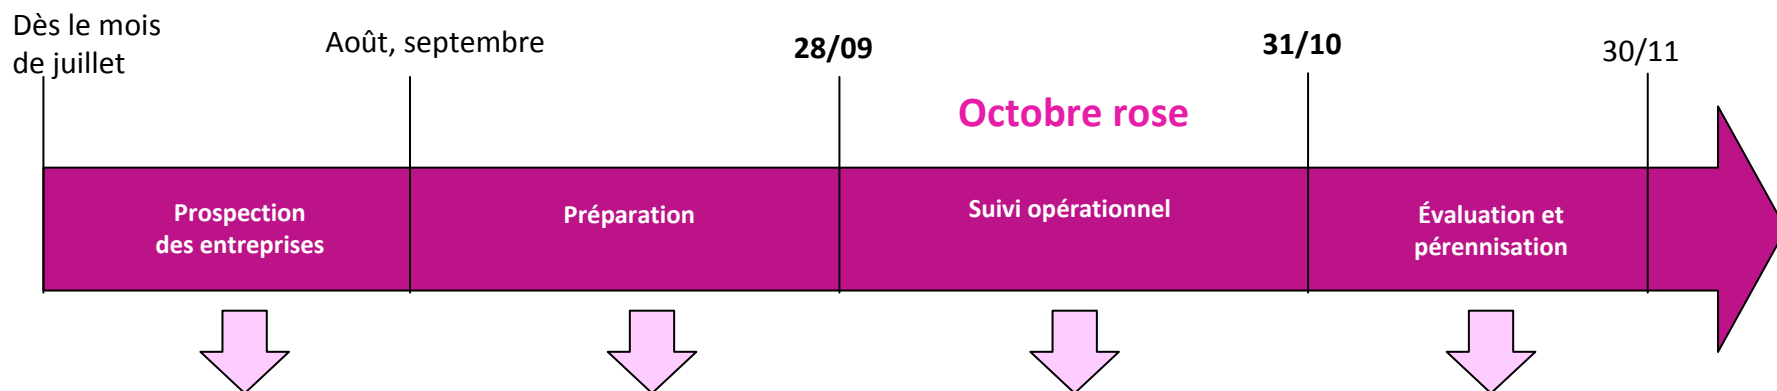 Dès le mois
de juillet
Août, septembre
28/09
31/10
30/11
Octobre rose
Prospection
des entreprises
Préparation
Suivi opérationnel
Évaluation et
pérennisation